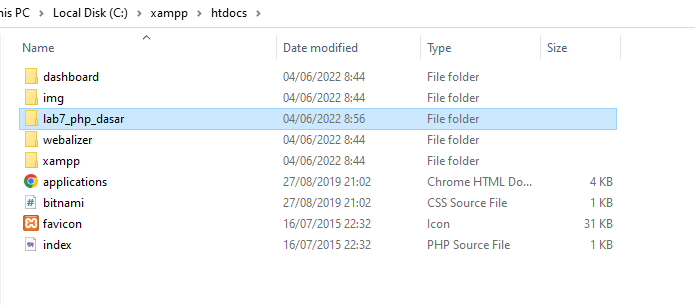 his PC > Local Disk (C:) > xampp > htdocs >
Name Date modified Type Size
dashboard 04/06/2022 8:44 File folder
img 04/06/2022 8:44 File folder
lab7_php_dasar 04/06/2022 8:56 File folder
webalizer 04/06/2022 8:44 File folder
xampp 04/06/2022 8:44 File folder
applications 27/08/2019 21:02 Chrome HTML Do... 4 KB
bitnami 27/08/2019 21:02 CSS Source File 1 KB
favicon 16/07/2015 22:32 Icon 31 KB
index 16/07/2015 22:32 PHP Source File 1 KB